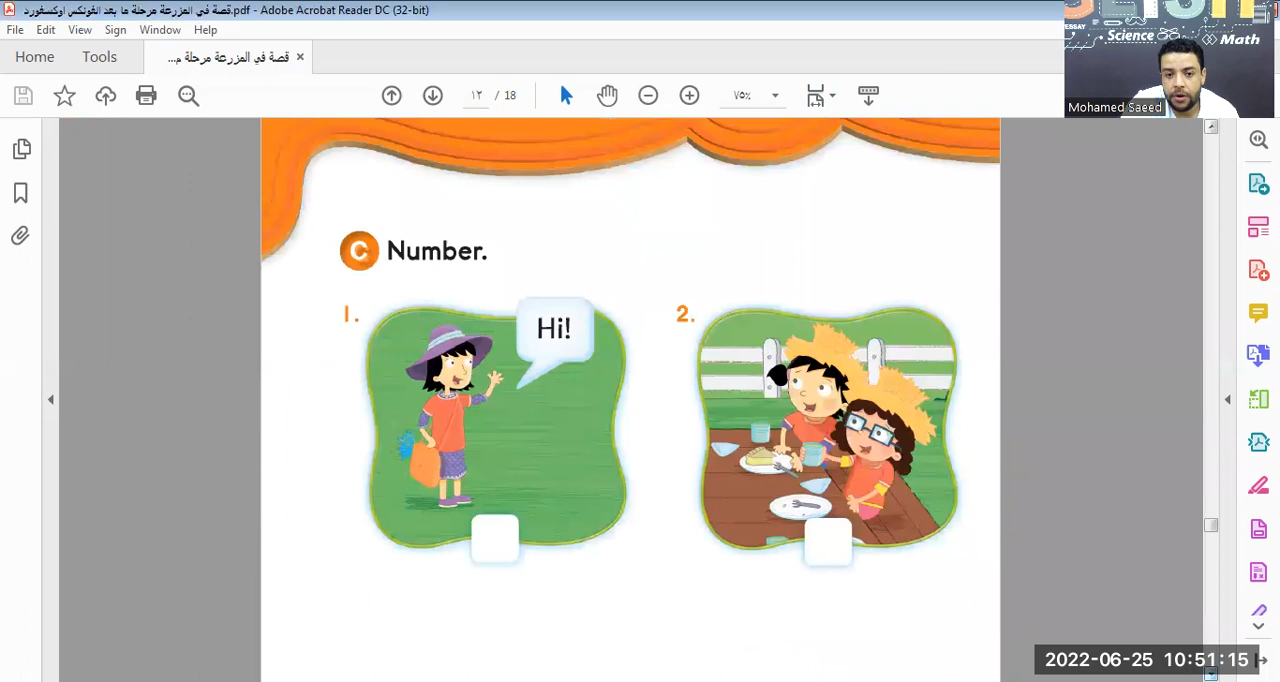 قصة في المزرعة مرحلة ما بعد الفونكس اوكسفورد.pdf - Adobe Acrobat Reader DC (32-bit)
File Edit View Sign Window Help
Home Tools قصة في المزرعة مرحلة م... ×
١٢ / 18 ٧٥%
ESSAY Science Math
Mohamed Saeed
C Number.
1. Hi! 2.
2022-06-25 10:51:15